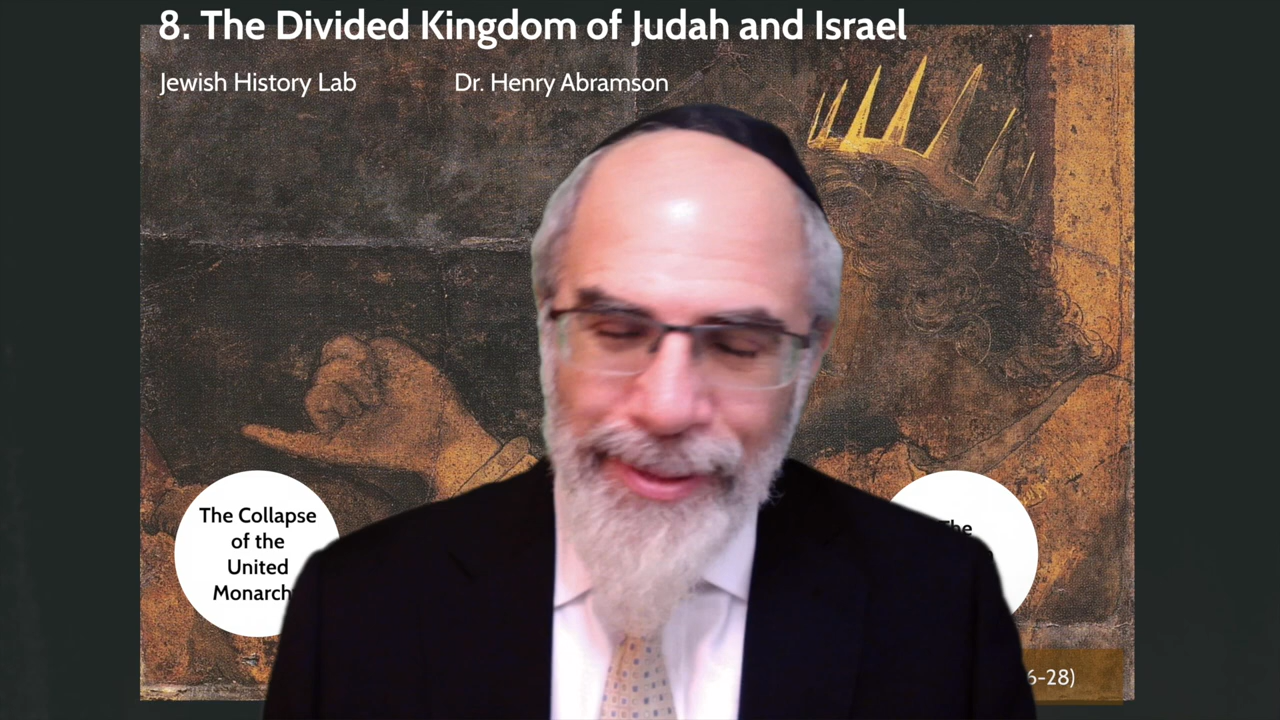 8. The Divided Kingdom of Judah and Israel
Jewish History Lab
Dr. Henry Abramson
The Collapse
of the
United
Monarch
The
6-28)